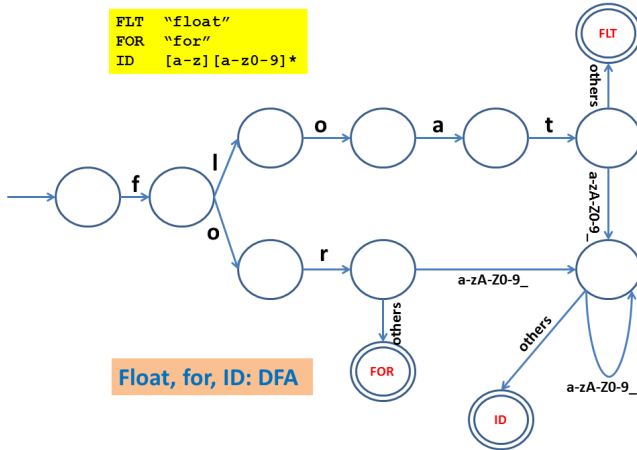 FLT "float"
FOR "for"
ID [a-z][a-z0-9]*
FLT
others
o
a
t
l
f
a-zA-Z0-9_
o
r
a-zA-Z0-9_
others
others
FOR
Float, for, ID: DFA
a-zA-Z0-9_
ID